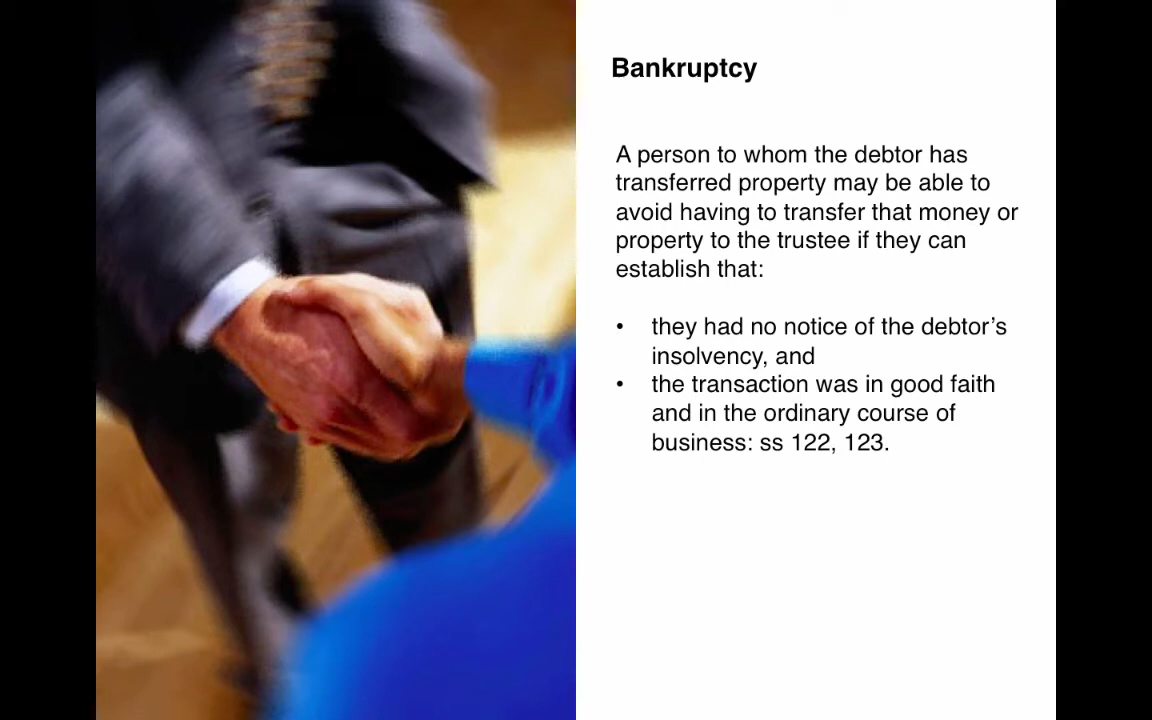 Bankruptcy
A person to whom the debtor has
transferred property may be able to
avoid having to transfer that money or
property to the trustee if they can
establish that:
• they had no notice of the debtor’s
insolvency, and
• the transaction was in good faith
and in the ordinary course of
business: ss 122, 123.